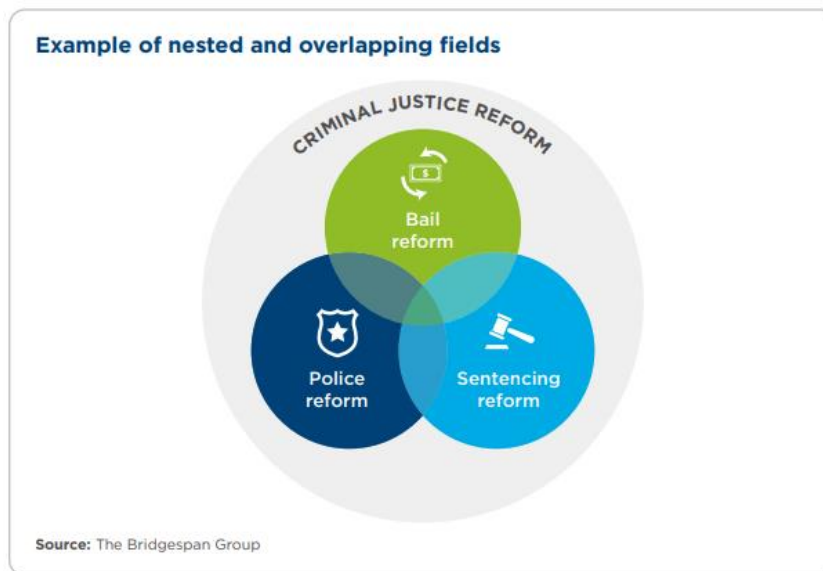 Example of nested and overlapping fields
CRIMINAL JUSTICE REFORM
$
Bail
reform
Police
reform
Sentencing
reform
Source: The Bridgespan Group